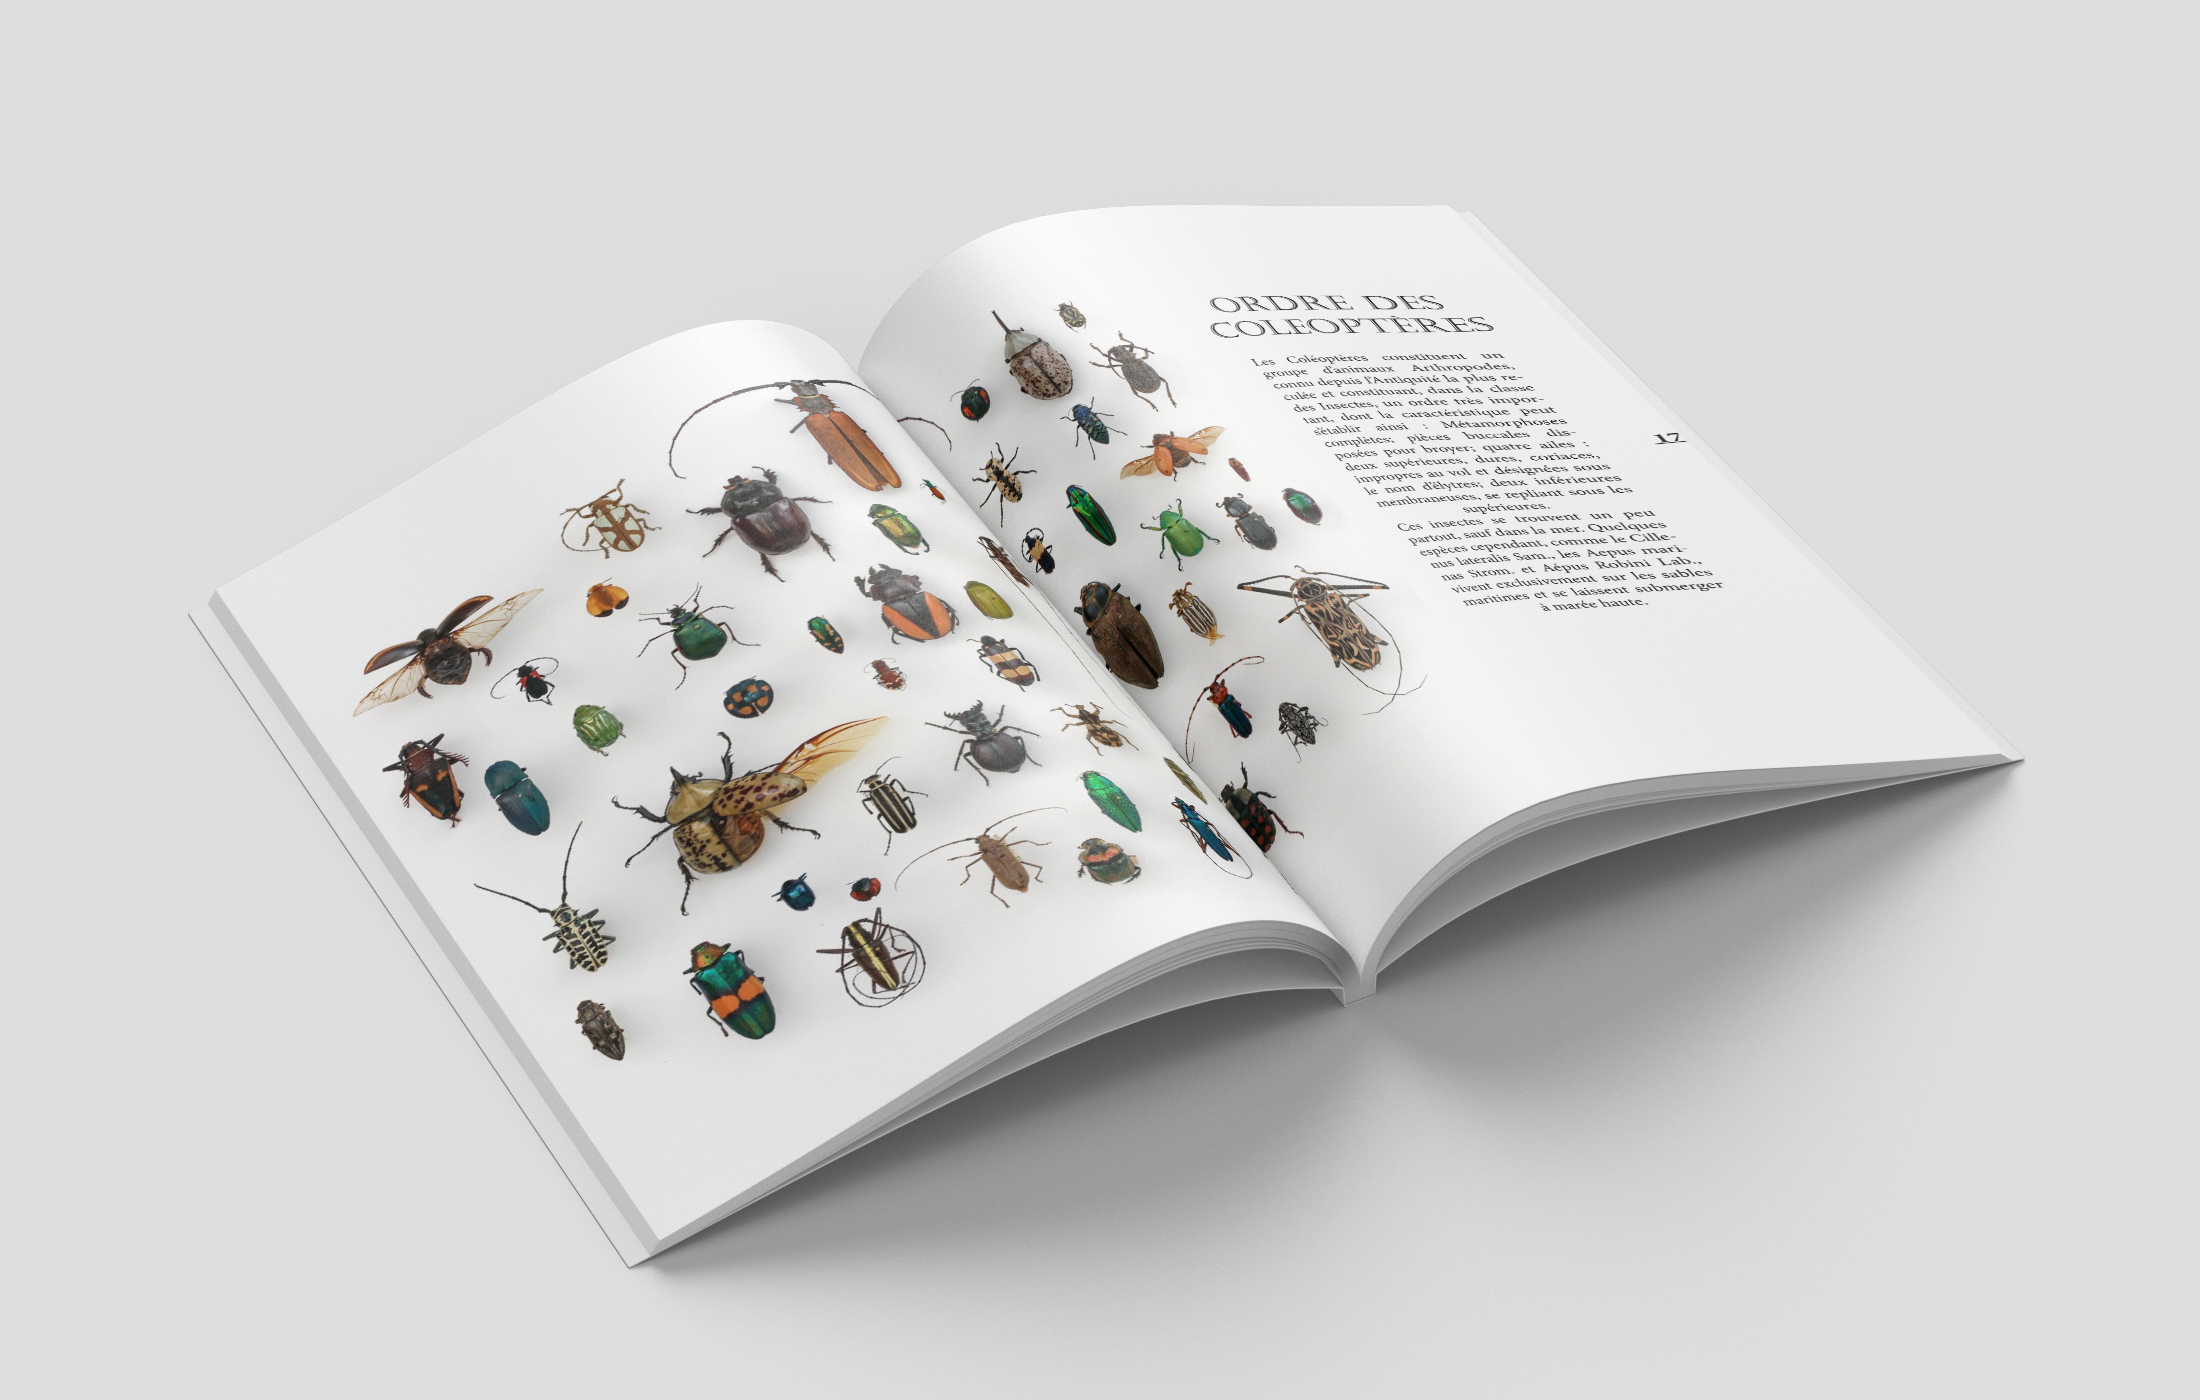 ORDRE DES
COLÉOPTÈRES
Les Coléoptères constituent un
groupe d'animaux Arthropodes,
connu depuis l'Antiquité la plus re-
culée et constituant, dans la classe
des Insectes, un ordre très impor-
tant, dont la caractéristique peut
s'établir ainsi : Métamorphoses
complètes; pièces buccales dis-
posées pour broyer; quatre ailes :
deux supérieures, dures, coriaces,
impropres au vol et désignées sous
le nom d'élytres; deux inférieures
membraneuses, se repliant sous les
supérieures.
Ces insectes se trouvent un peu
partout, sauf dans la mer. Quelques
espèces cependant, comme le Cille-
nus lateralis Sam., les Aepus mari-
nas Strom. et Aëpus Robini Lab.,
vivent exclusivement sur les sables
maritimes et se laissent submerger
à marée haute.
17